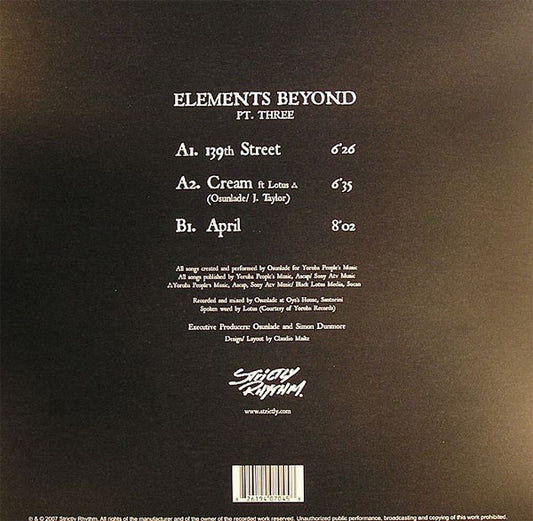 ELEMENTS BEYOND
PT. THREE
A1. 139th Street 6'26
A2. Cream ft Lotus △ 6'35
(Osunlade/ J. Taylor)
B1. April 8'02
All songs created and performed by Osunlade for Yoruba People's Music
All songs published by Yoruba People's Music, Ascap/ Sony Atv Music
△Yoruba People's Music, Ascap, Sony Atv Music/ Black Lotus Media, Socan
Recorded and mixed by Osunlade at Oya's House, Santorini
Spoken word by Lotus (Courtesy of Yoruba Records)
Executive Producers: Osunlade and Simon Dunmore
Design/ Layout by Claudio Maltz
STRICTLY
RHYTHM.
www.strictly.com
8 26194 07045
℗ & © 2007 Strictly Rhythm. All rights of the manufacturer and of the owner of the recorded work reserved. Unauthorized public performance, broadcasting and copying of this work prohibited.